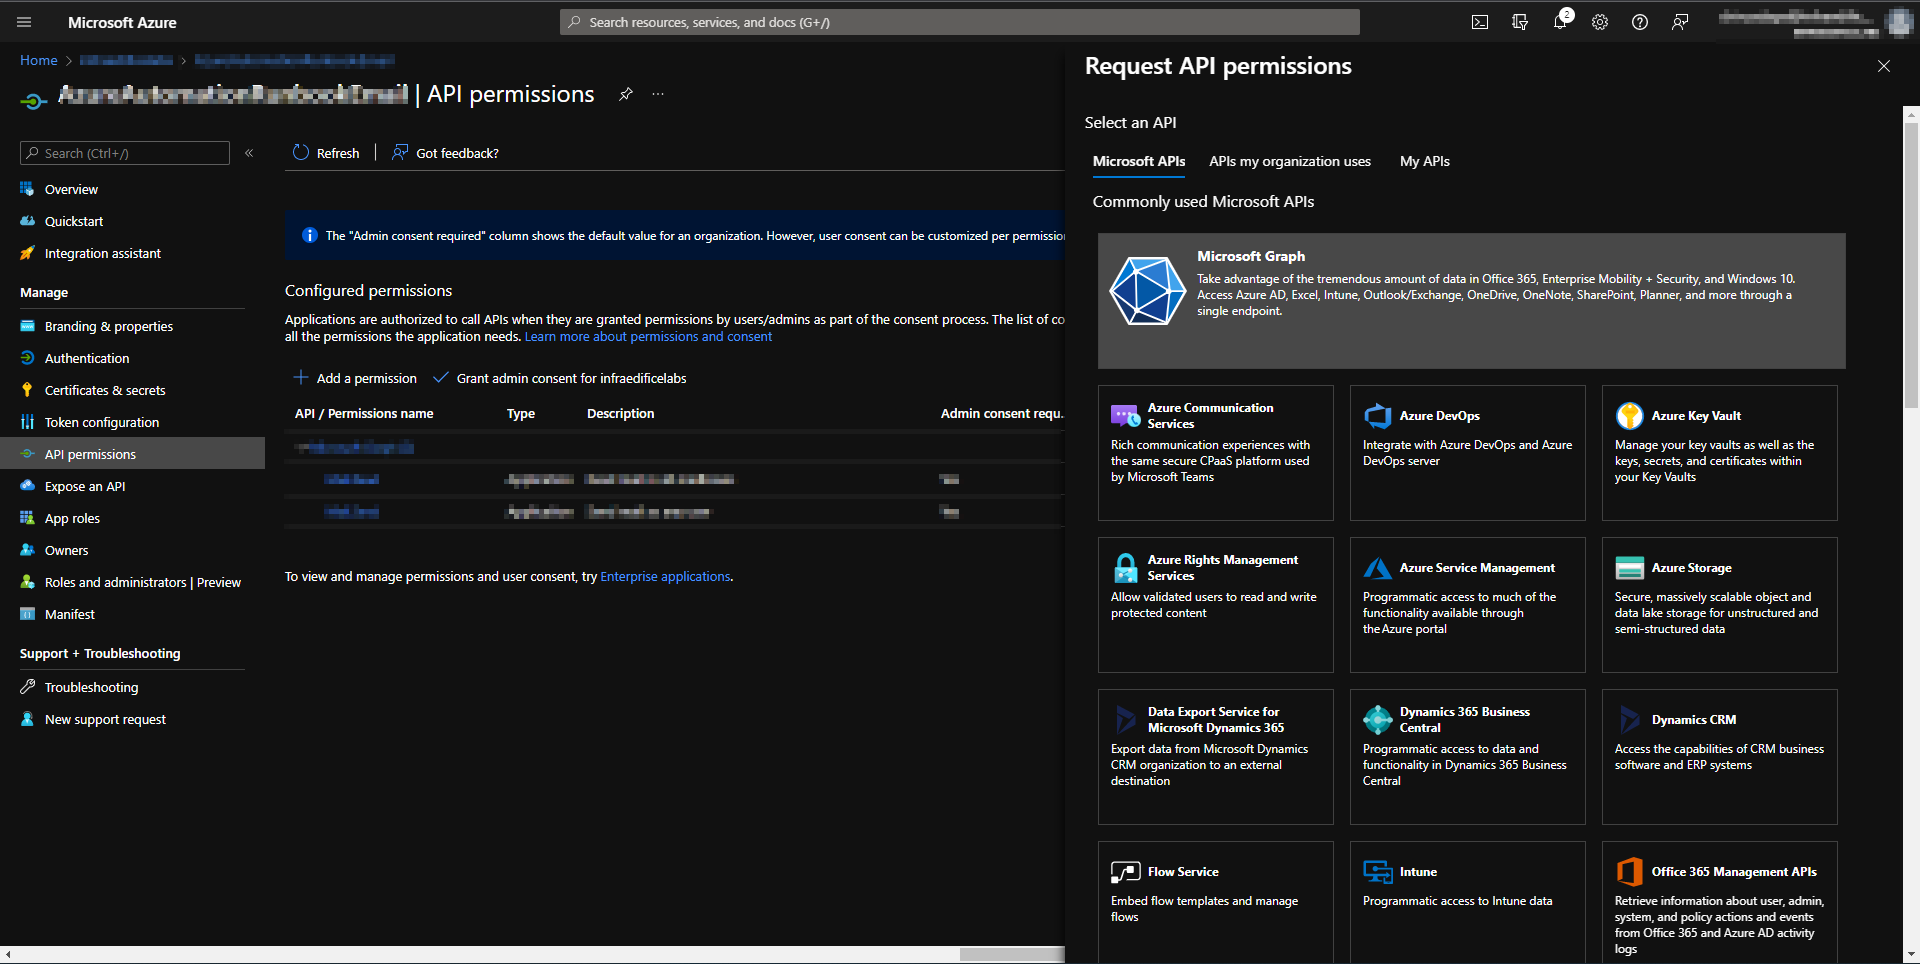 Microsoft Azure
Search resources, services, and docs (G+/)
2
Home
| API permissions
Search (Ctrl+/)
Overview
Quickstart
Integration assistant
Manage
Branding & properties
Authentication
Certificates & secrets
Token configuration
API permissions
Expose an API
App roles
Owners
Roles and administrators | Preview
Manifest
Support + Troubleshooting
Troubleshooting
New support request
Refresh
Got feedback?
The "Admin consent required" column shows the default value for an organization. However, user consent can be customized per permissio
Configured permissions
Applications are authorized to call APIs when they are granted permissions by users/admins as part of the consent process. The list of co
all the permissions the application needs. Learn more about permissions and consent
Add a permission
Grant admin consent for infraedificelabs
API / Permissions name Type Description Admin consent requ...
To view and manage permissions and user consent, try Enterprise applications.
Request API permissions
Select an API
Microsoft APIs APIs my organization uses My APIs
Commonly used Microsoft APIs
Microsoft Graph
Take advantage of the tremendous amount of data in Office 365, Enterprise Mobility + Security, and Windows 10.
Access Azure AD, Excel, Intune, Outlook/Exchange, OneDrive, OneNote, SharePoint, Planner, and more through a
single endpoint.
Azure Communication
Services
Rich communication experiences with
the same secure CPaaS platform used
by Microsoft Teams
Azure DevOps
Integrate with Azure DevOps and Azure
DevOps server
Azure Key Vault
Manage your key vaults as well as the
keys, secrets, and certificates within
your Key Vaults
Azure Rights Management
Services
Allow validated users to read and write
protected content
Azure Service Management
Programmatic access to much of the
functionality available through
the Azure portal
Azure Storage
Secure, massively scalable object and
data lake storage for unstructured and
semi-structured data
Data Export Service for
Microsoft Dynamics 365
Export data from Microsoft Dynamics
CRM organization to an external
destination
Dynamics 365 Business
Central
Programmatic access to data and
functionality in Dynamics 365 Business
Central
Dynamics CRM
Access the capabilities of CRM business
software and ERP systems
Flow Service
Embed flow templates and manage
flows
Intune
Programmatic access to Intune data
Office 365 Management APIs
Retrieve information about user, admin,
system, and policy actions and events
from Office 365 and Azure AD activity
logs